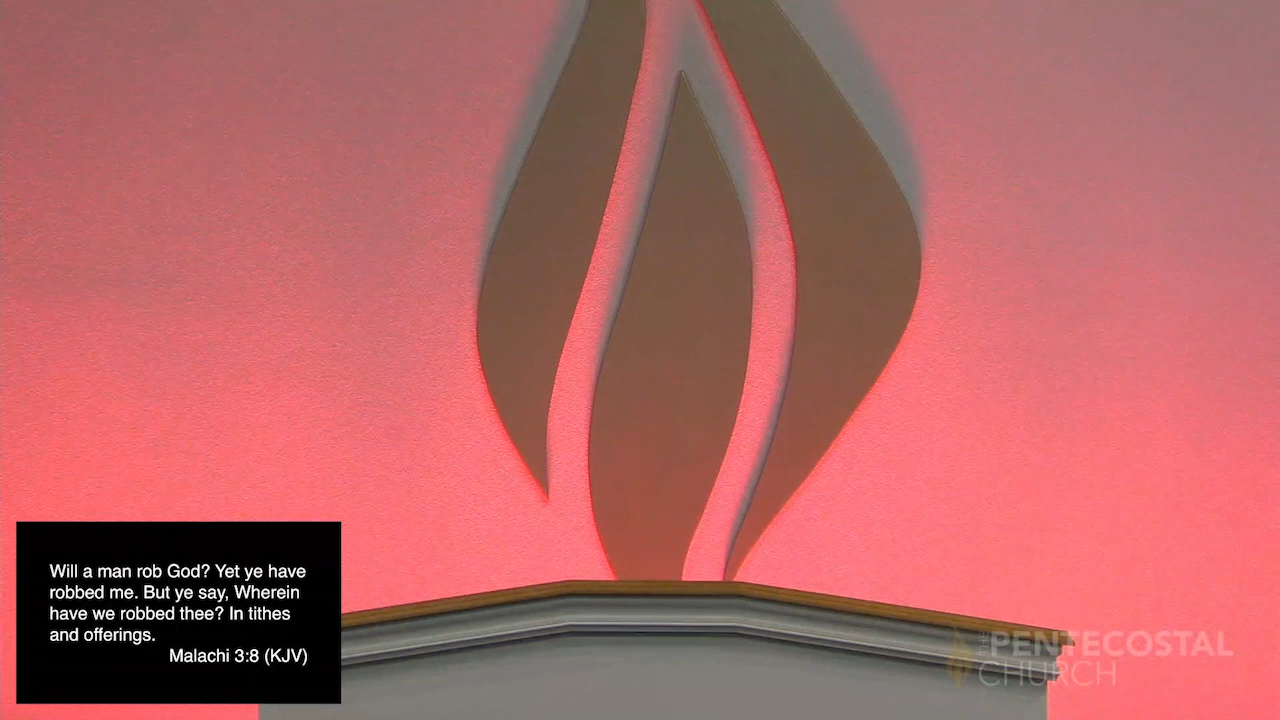 Will a man rob God? Yet ye have
robbed me. But ye say, Wherein
have we robbed thee? In tithes
and offerings.
Malachi 3:8 (KJV)
THE PENTECOSTAL
CHURCH